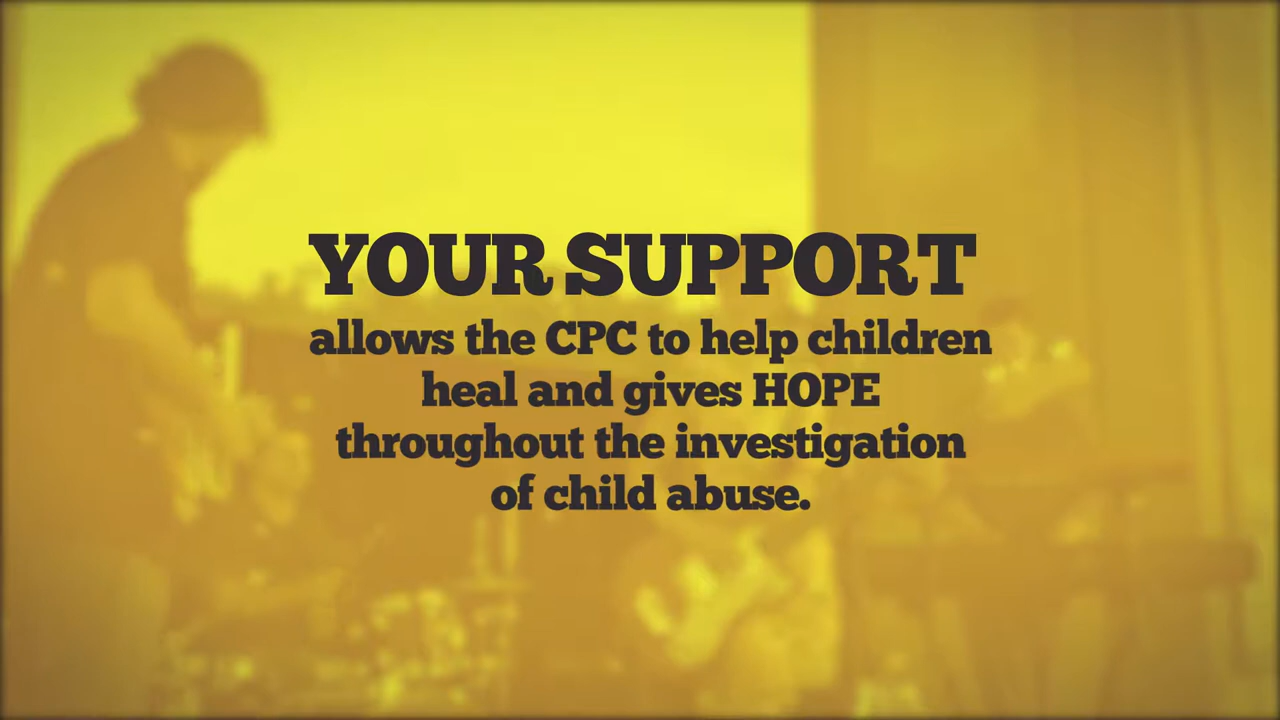 YOUR SUPPORT
allows the CPC to help children
heal and gives HOPE
throughout the investigation
of child abuse.